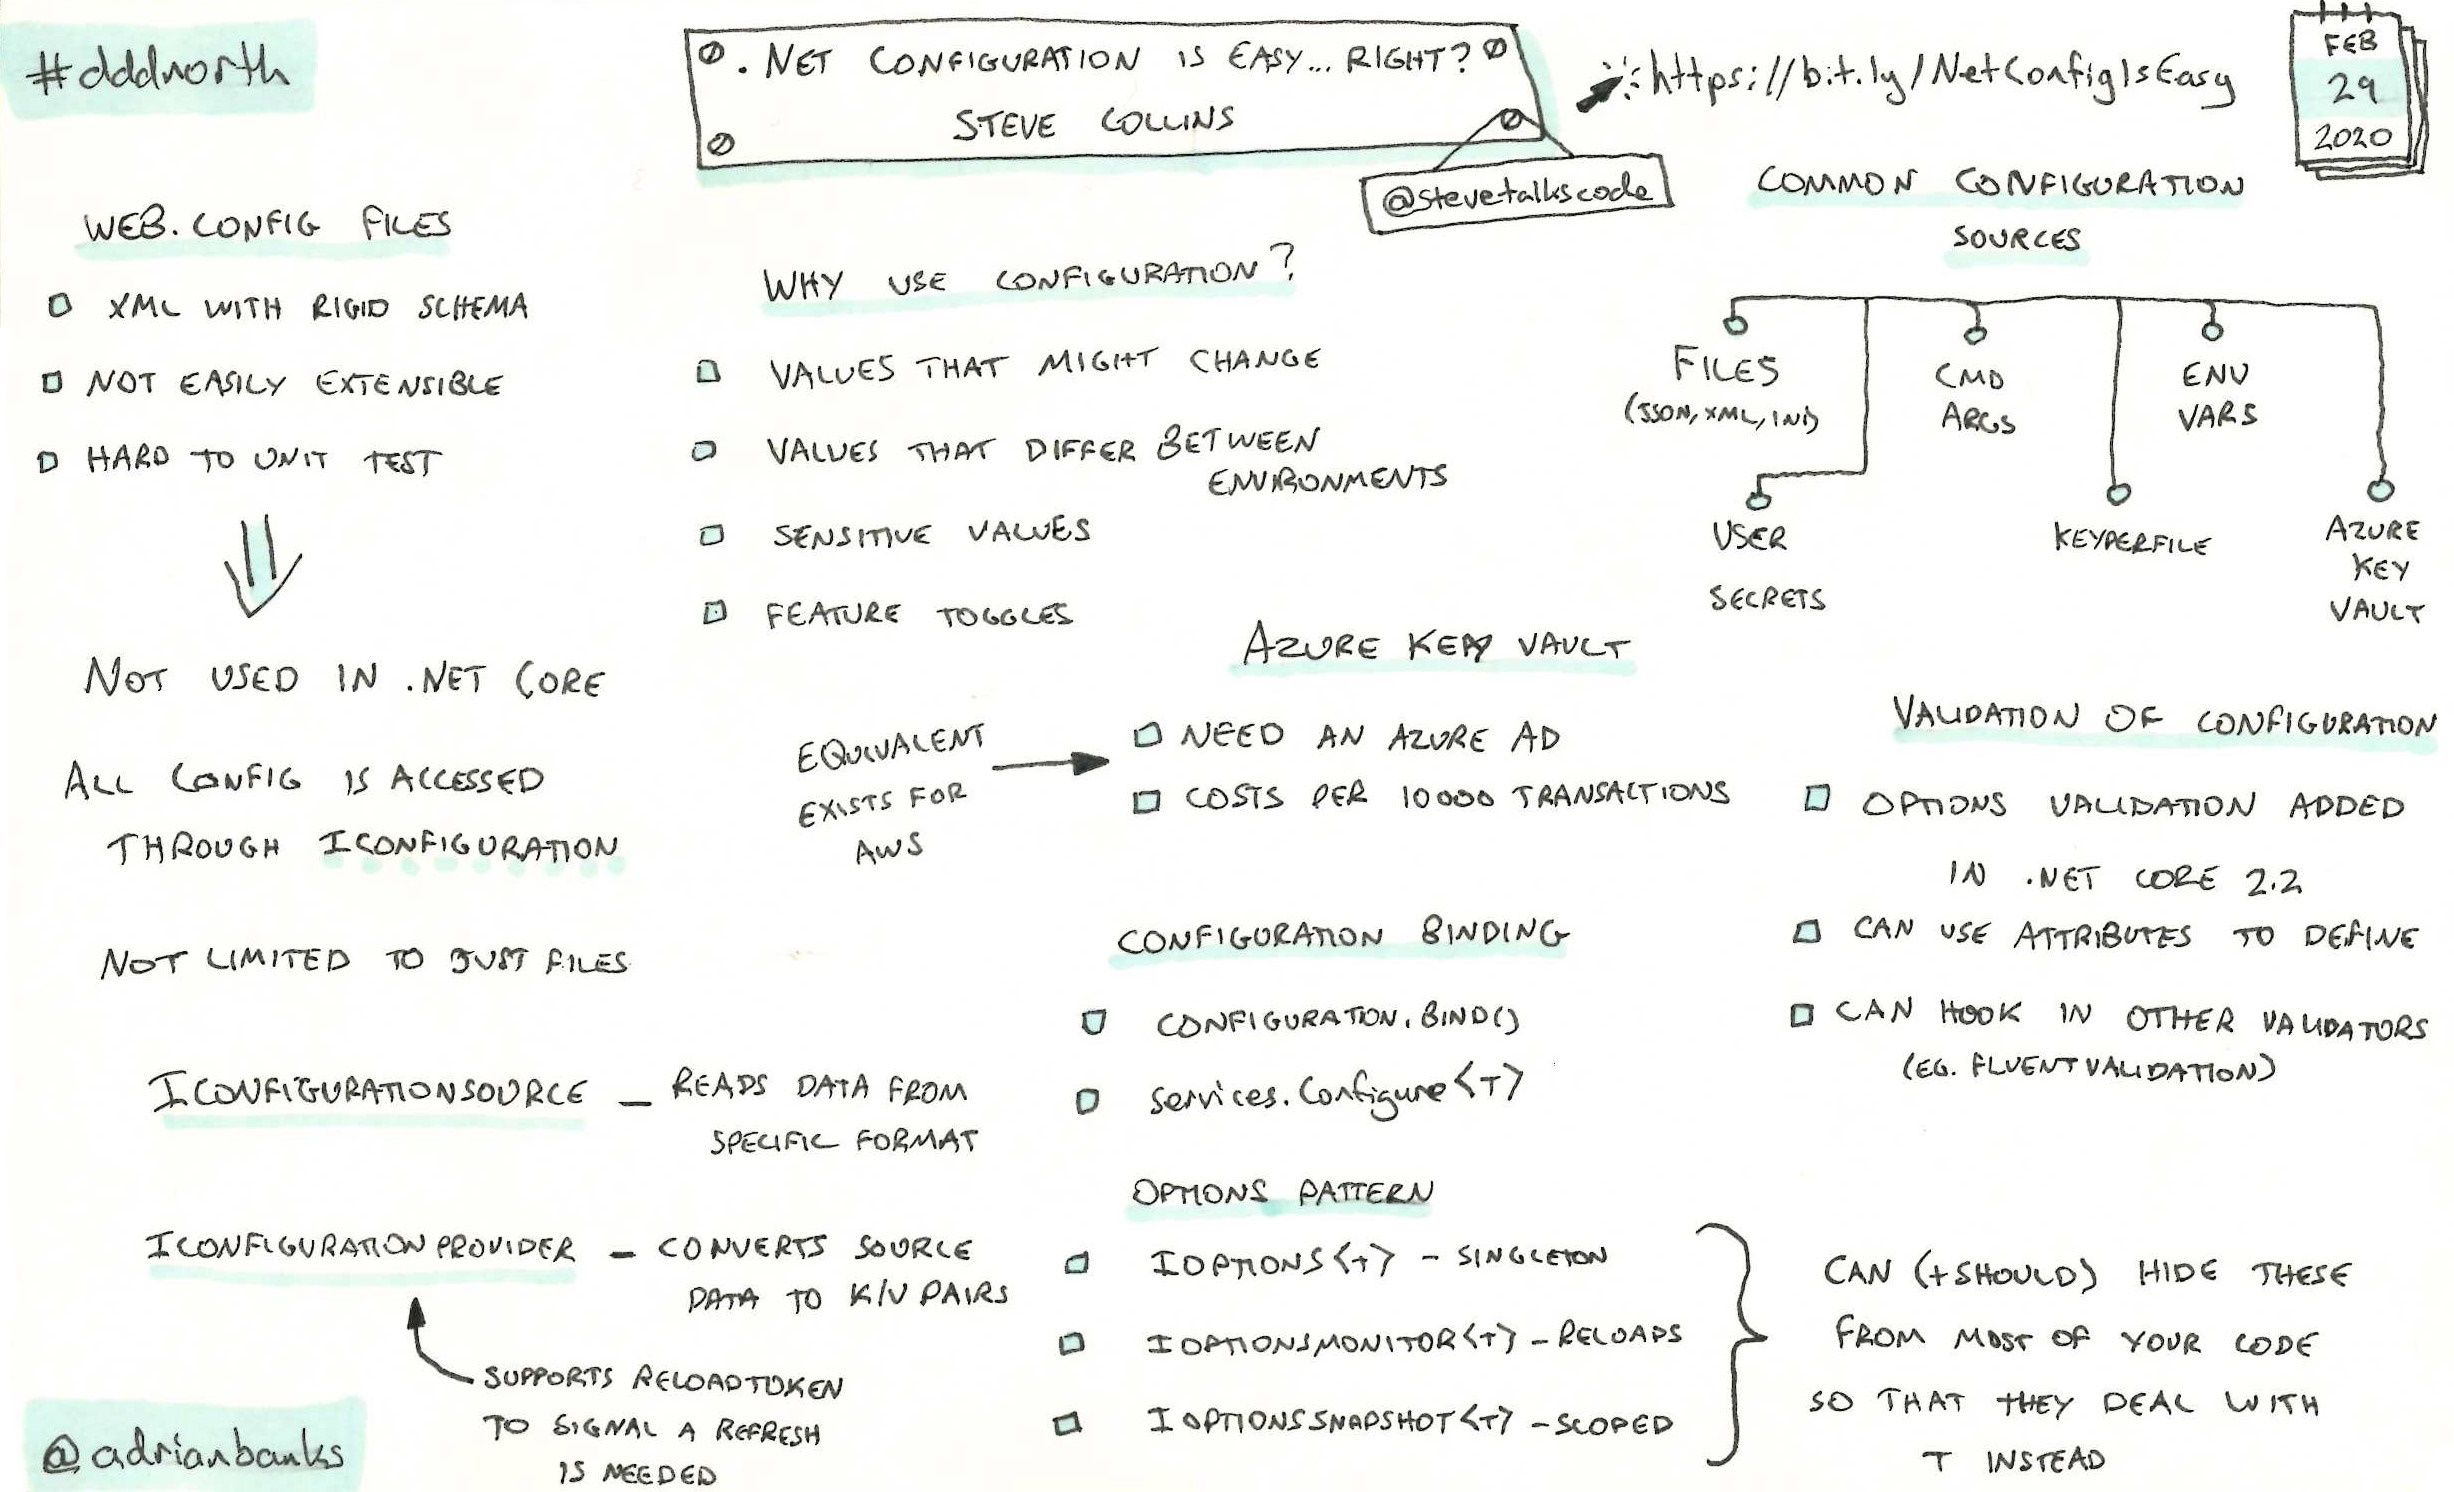 #dddnorth
.NET CONFIGURATION IS EASY... RIGHT?
STEVE COLLINS
@stevetalkscode
https://bit.ly/NetConfigIsEasy
FEB
29
2020
WEB.CONFIG FILES
XML WITH RIGID SCHEMA
NOT EASILY EXTENSIBLE
HARD TO UNIT TEST
NOT USED IN .NET CORE
ALL CONFIG IS ACCESSED
THROUGH ICONFIGURATION
NOT LIMITED TO JUST FILES
ICONFIGURATIONSOURCE – READS DATA FROM
SPECIFIC FORMAT
ICONFIGURATIONPROVIDER – CONVERTS SOURCE
DATA TO K/V PAIRS
SUPPORTS RELOADTOKEN
TO SIGNAL A REFRESH
IS NEEDED
@adrianbanks
WHY USE CONFIGURATION?
VALUES THAT MIGHT CHANGE
VALUES THAT DIFFER BETWEEN
ENVIRONMENTS
SENSITIVE VALUES
FEATURE TOGGLES
COMMON CONFIGURATION
SOURCES
FILES
(JSON, XML, INI)
CMD
ARGS
ENV
VARS
USER
SECRETS
KEYPERFILE
AZURE
KEY
VAULT
AZURE KEY VAULT
NEED AN AZURE AD
COSTS PER 10000 TRANSACTIONS
EQUIVALENT
EXISTS FOR
AWS
CONFIGURATION BINDING
CONFIGURATION.BIND()
services.Configure<T>
OPTIONS PATTERN
IOPTIONS<T> – SINGLETON
IOPTIONSMONITOR<T> – RELOADS
IOPTIONSSNAPSHOT<T> – SCOPED
CAN (+SHOULD) HIDE THESE
FROM MOST OF YOUR CODE
SO THAT THEY DEAL WITH
T INSTEAD
VALIDATION OF CONFIGURATION
OPTIONS VALIDATION ADDED
IN .NET CORE 2.2
CAN USE ATTRIBUTES TO DEFINE
CAN HOOK IN OTHER VALIDATORS
(EG. FLUENTVALIDATION)